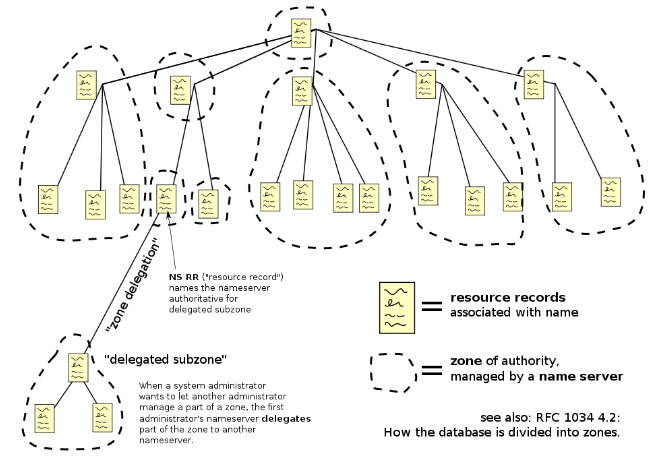 NS RR ("resource record")
names the nameserver
authoritative for
delegated subzone
"zone delegation"
resource records
associated with name
"delegated subzone"
zone of authority,
managed by a name server
When a system administrator
wants to let another administrator
manage a part of a zone, the first
administrator's nameserver delegates
part of the zone to another
nameserver.
see also: RFC 1034 4.2:
How the database is divided into zones.